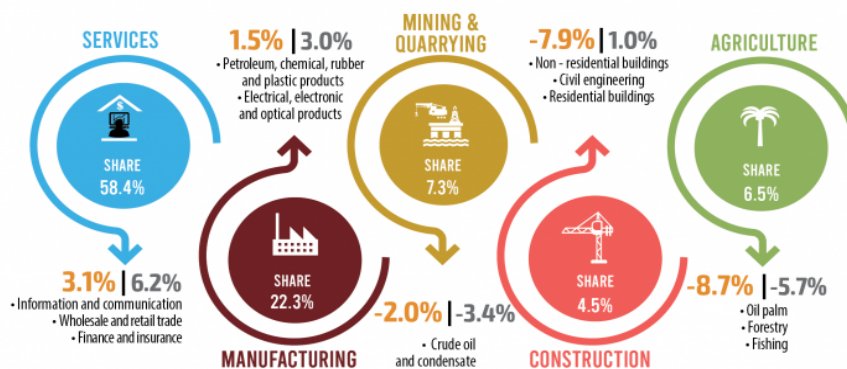 SERVICES
$
SHARE
58.4%
3.1% | 6.2%
• Information and communication
• Wholesale and retail trade
• Finance and insurance
1.5% | 3.0%
• Petroleum, chemical, rubber
and plastic products
• Electrical, electronic
and optical products
SHARE
22.3%
MANUFACTURING
MINING &
QUARRYING
SHARE
7.3%
-2.0% | -3.4%
• Crude oil
and condensate
-7.9% | 1.0%
• Non - residential buildings
• Civil engineering
• Residential buildings
SHARE
4.5%
CONSTRUCTION
AGRICULTURE
SHARE
6.5%
-8.7% | -5.7%
• Oil palm
• Forestry
• Fishing